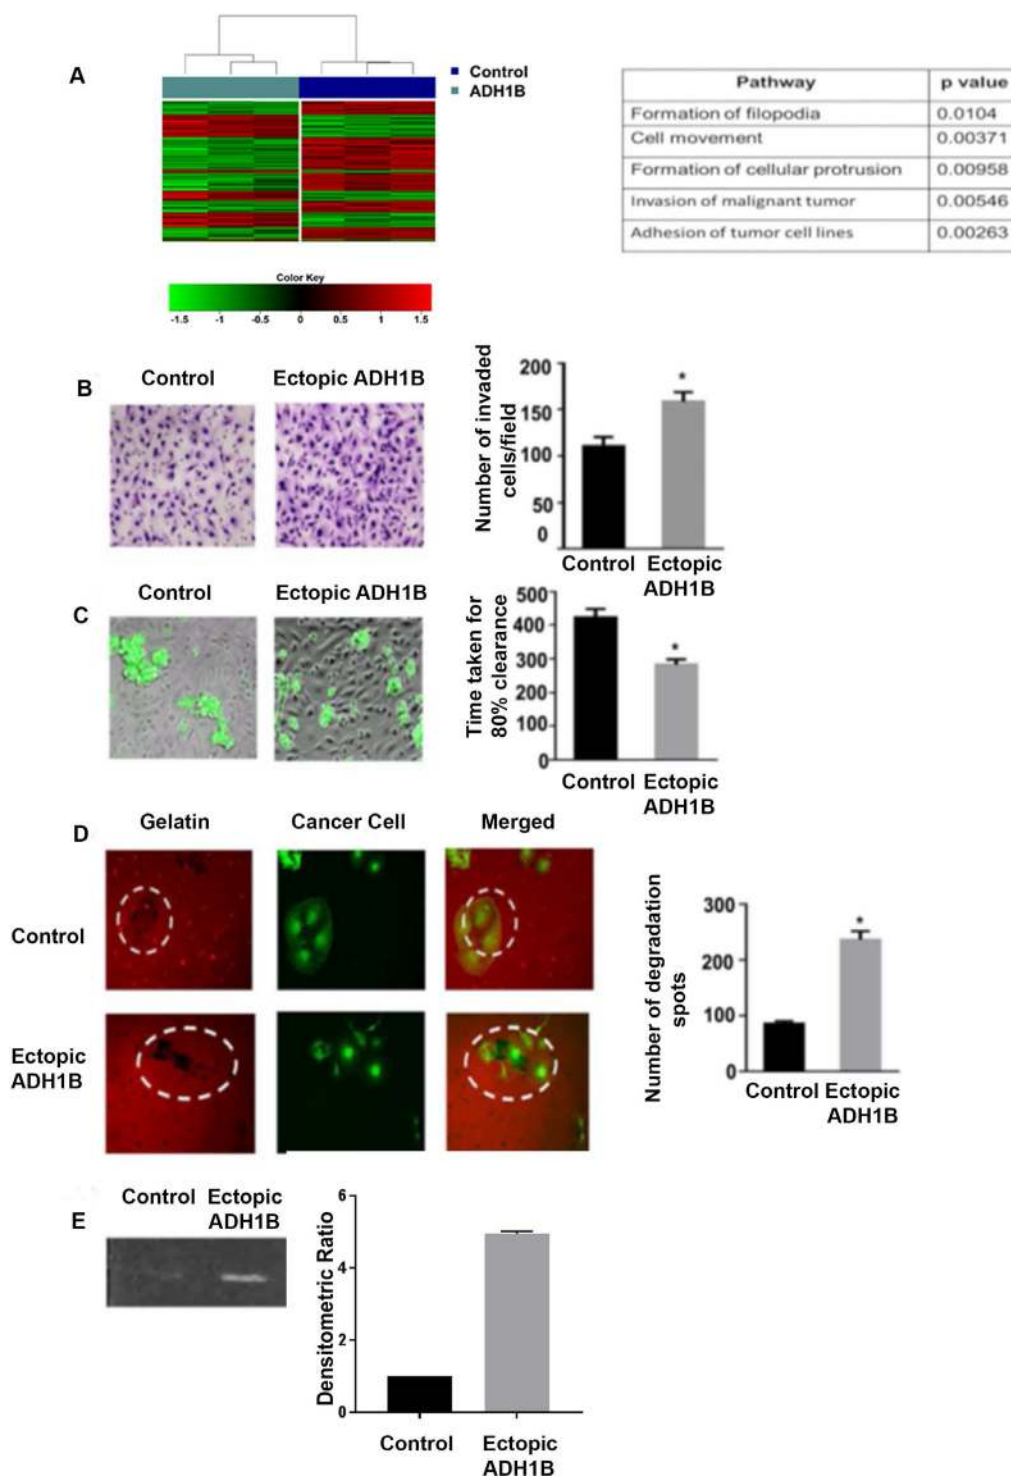 A
Control
ADH1B
Color Key
-1.5 -1 -0.5 0 0.5 1 1.5
Pathway p value
Formation of filopodia 0.0104
Cell movement 0.00371
Formation of cellular protrusion 0.00958
Invasion of malignant tumor 0.00546
Adhesion of tumor cell lines 0.00263
B
Control Ectopic ADH1B
Number of invaded
cells/field
200
150
100
50
0
*
Control Ectopic
ADH1B
C
Control Ectopic ADH1B
Time taken for
80% clearance
500
400
300
200
100
0
*
Control Ectopic
ADH1B
D
Gelatin Cancer Cell Merged
Control
Ectopic
ADH1B
Number of degradation
spots
300
200
100
0
*
Control Ectopic
ADH1B
E
Control Ectopic
ADH1B
Densitometric Ratio
6
4
2
0
Control Ectopic
ADH1B